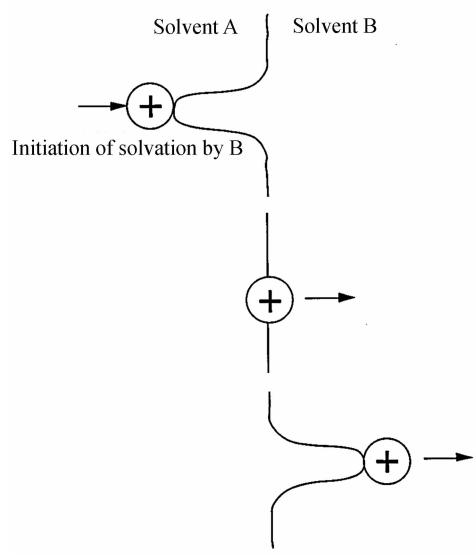 Solvent A Solvent B
+
Initiation of solvation by B
+
+